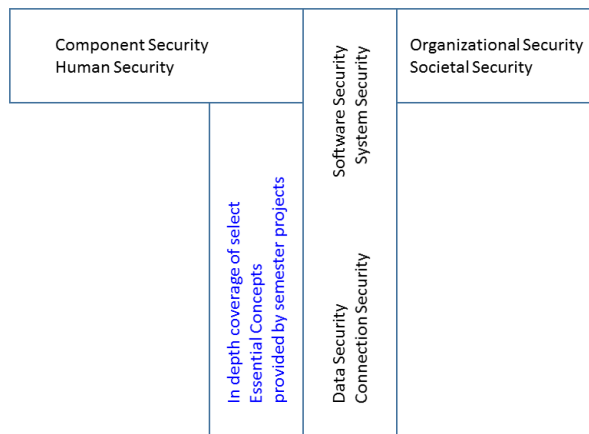 Component Security
Human Security
Organizational Security
Societal Security
Software Security
System Security
In depth coverage of select
Essential Concepts
provided by semester projects
Data Security
Connection Security